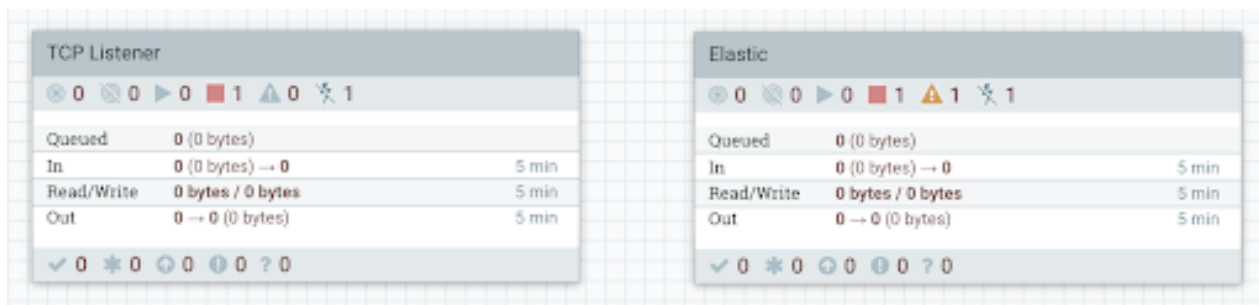 TCP Listener
0 0 0 1 0 1
Queued 0 (0 bytes)
In 0 (0 bytes) → 0 5 min
Read/Write 0 bytes / 0 bytes 5 min
Out 0 → 0 (0 bytes) 5 min
0 0 0 0 ? 0
Elastic
0 0 0 1 1 1
Queued 0 (0 bytes)
In 0 (0 bytes) → 0 5 min
Read/Write 0 bytes / 0 bytes 5 min
Out 0 → 0 (0 bytes) 5 min
0 0 0 0 ? 0